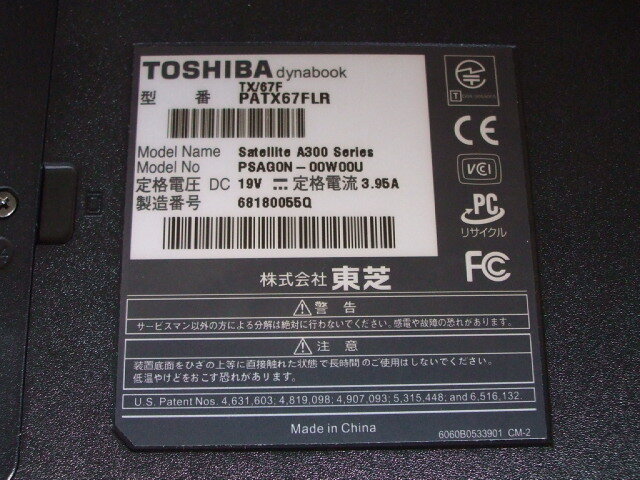 TOSHIBA dynabook
TX/67F
型 番 PATX67FLR
Model Name Satellite A300 Series
Model No PSAG0N-00W00U
定格電圧 DC 19V 定格電流 3.95A
製造番号 68180055Q
CE
VCCI
PC
リサイクル
FC
株式会社 東芝
警 告
サービスマン以外の方による分解は絶対に行わないでください。感電や故障の恐れがあります。
注 意
装置底面をひざの上等に直接触れた状態で長時間のご使用はしないでください。
低温やけどをおこす恐れがあります。
U.S. Patent Nos. 4,631,603; 4,819,098; 4,907,093; 5,315,448; and 6,516,132.
Made in China
6060B0533901 CM-2